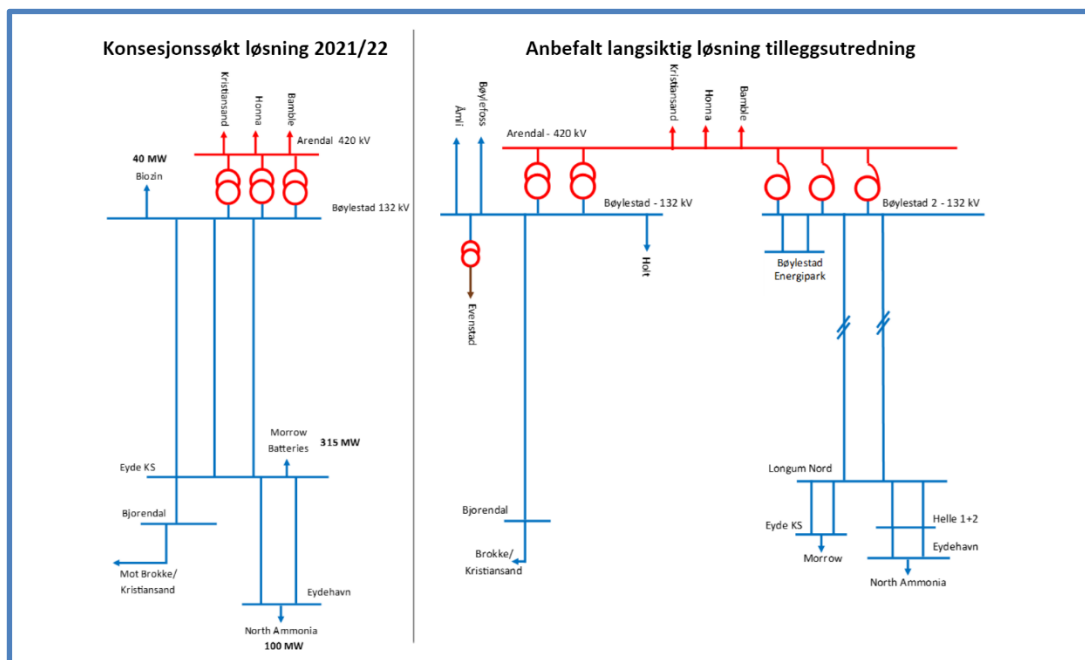 Konsesjonssøkt løsning 2021/22
Kristiansand
Honna
Bamble
Arendal 420 kV
40 MW
Biozin
Bøylestad 132 kV
Morrow
Batteries
315 MW
Eyde KS
Bjorendal
Mot Brokke/
Kristiansand
Eydehavn
North Ammonia
100 MW
Anbefalt langsiktig løsning tilleggsutredning
Åmli
Bøylefoss
Kristiansand
Honna
Bamble
Arendal - 420 kV
Bøylestad - 132 kV
Bøylestad 2 - 132 kV
Evenstad
Holt
Bøylestad
Energipark
Longum Nord
Bjorendal
Brokke/
Kristiansand
Eyde KS
Morrow
Helle 1+2
Eydehavn
North Ammonia